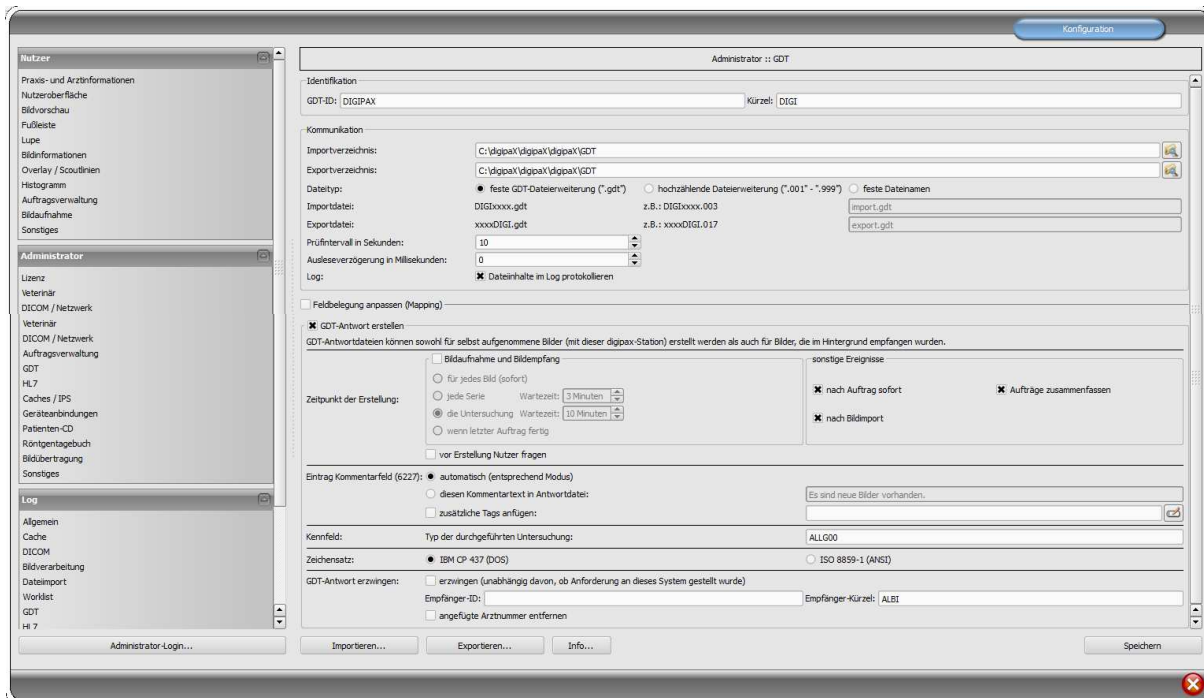 Konfiguration
Nutzer
Praxis- und Arztinformationen
Nutzeroberfläche
Bildvorschau
Fußleiste
Lupe
Bildinformationen
Overlay / Scoutlinien
Histogramm
Auftragsverwaltung
Bildaufnahme
Sonstiges
Administrator
Lizenz
Veterinär
DICOM / Netzwerk
Veterinär
DICOM / Netzwerk
Auftragsverwaltung
GDT
HL7
Caches / IPS
Geräteanbindungen
Patienten-CD
Röntgentagebuch
Bildübertragung
Sonstiges
Log
Allgemein
Cache
DICOM
Bildverarbeitung
Dateiimport
Worklist
GDT
HL7
Administrator-Login...
Administrator :: GDT
Identifikation
GDT-ID: DIGIPAX Kürzel: DIGI
Kommunikation
Importverzeichnis: C:\digipaX\digipaX\digipaX\GDT
Exportverzeichnis: C:\digipaX\digipaX\digipaX\GDT
Dateityp: feste GDT-Dateierweiterung (".gdt") hochzählende Dateierweiterung (".001" - ".999") feste Dateinamen
Importdatei: DIGIxxxx.gdt z.B.: DIGIxxxx.003 import.gdt
Exportdatei: xxxxDIGI.gdt z.B.: xxxxDIGI.017 export.gdt
Prüfintervall in Sekunden: 10
Ausleseverzögerung in Millisekunden: 0
Log: Dateiinhalte im Log protokollieren
Feldbelegung anpassen (Mapping)
GDT-Antwort erstellen
GDT-Antwortdateien können sowohl für selbst aufgenommene Bilder (mit dieser digipax-Station) erstellt werden als auch für Bilder, die im Hintergrund empfangen wurden.
Zeitpunkt der Erstellung:
Bildaufnahme und Bildempfang
für jedes Bild (sofort)
jede Serie Wartezeit: 3 Minuten
die Untersuchung Wartezeit: 10 Minuten
wenn letzter Auftrag fertig
sonstige Ereignisse
nach Auftrag sofort Aufträge zusammenfassen
nach Bildimport
vor Erstellung Nutzer fragen
Eintrag Kommentarfeld (6227): automatisch (entsprechend Modus)
diesen Kommentartext in Antwortdatei: Es sind neue Bilder vorhanden.
zusätzliche Tags anfügen:
Kennfeld: Typ der durchgeführten Untersuchung: ALLG00
Zeichensatz: IBM CP 437 (DOS) ISO 8859-1 (ANSI)
GDT-Antwort erzwingen: erzwingen (unabhängig davon, ob Anforderung an dieses System gestellt wurde)
Empfänger-ID: Empfänger-Kürzel: ALBI
angefügte Arztnummer entfernen
Importieren... Exportieren... Info... Speichern